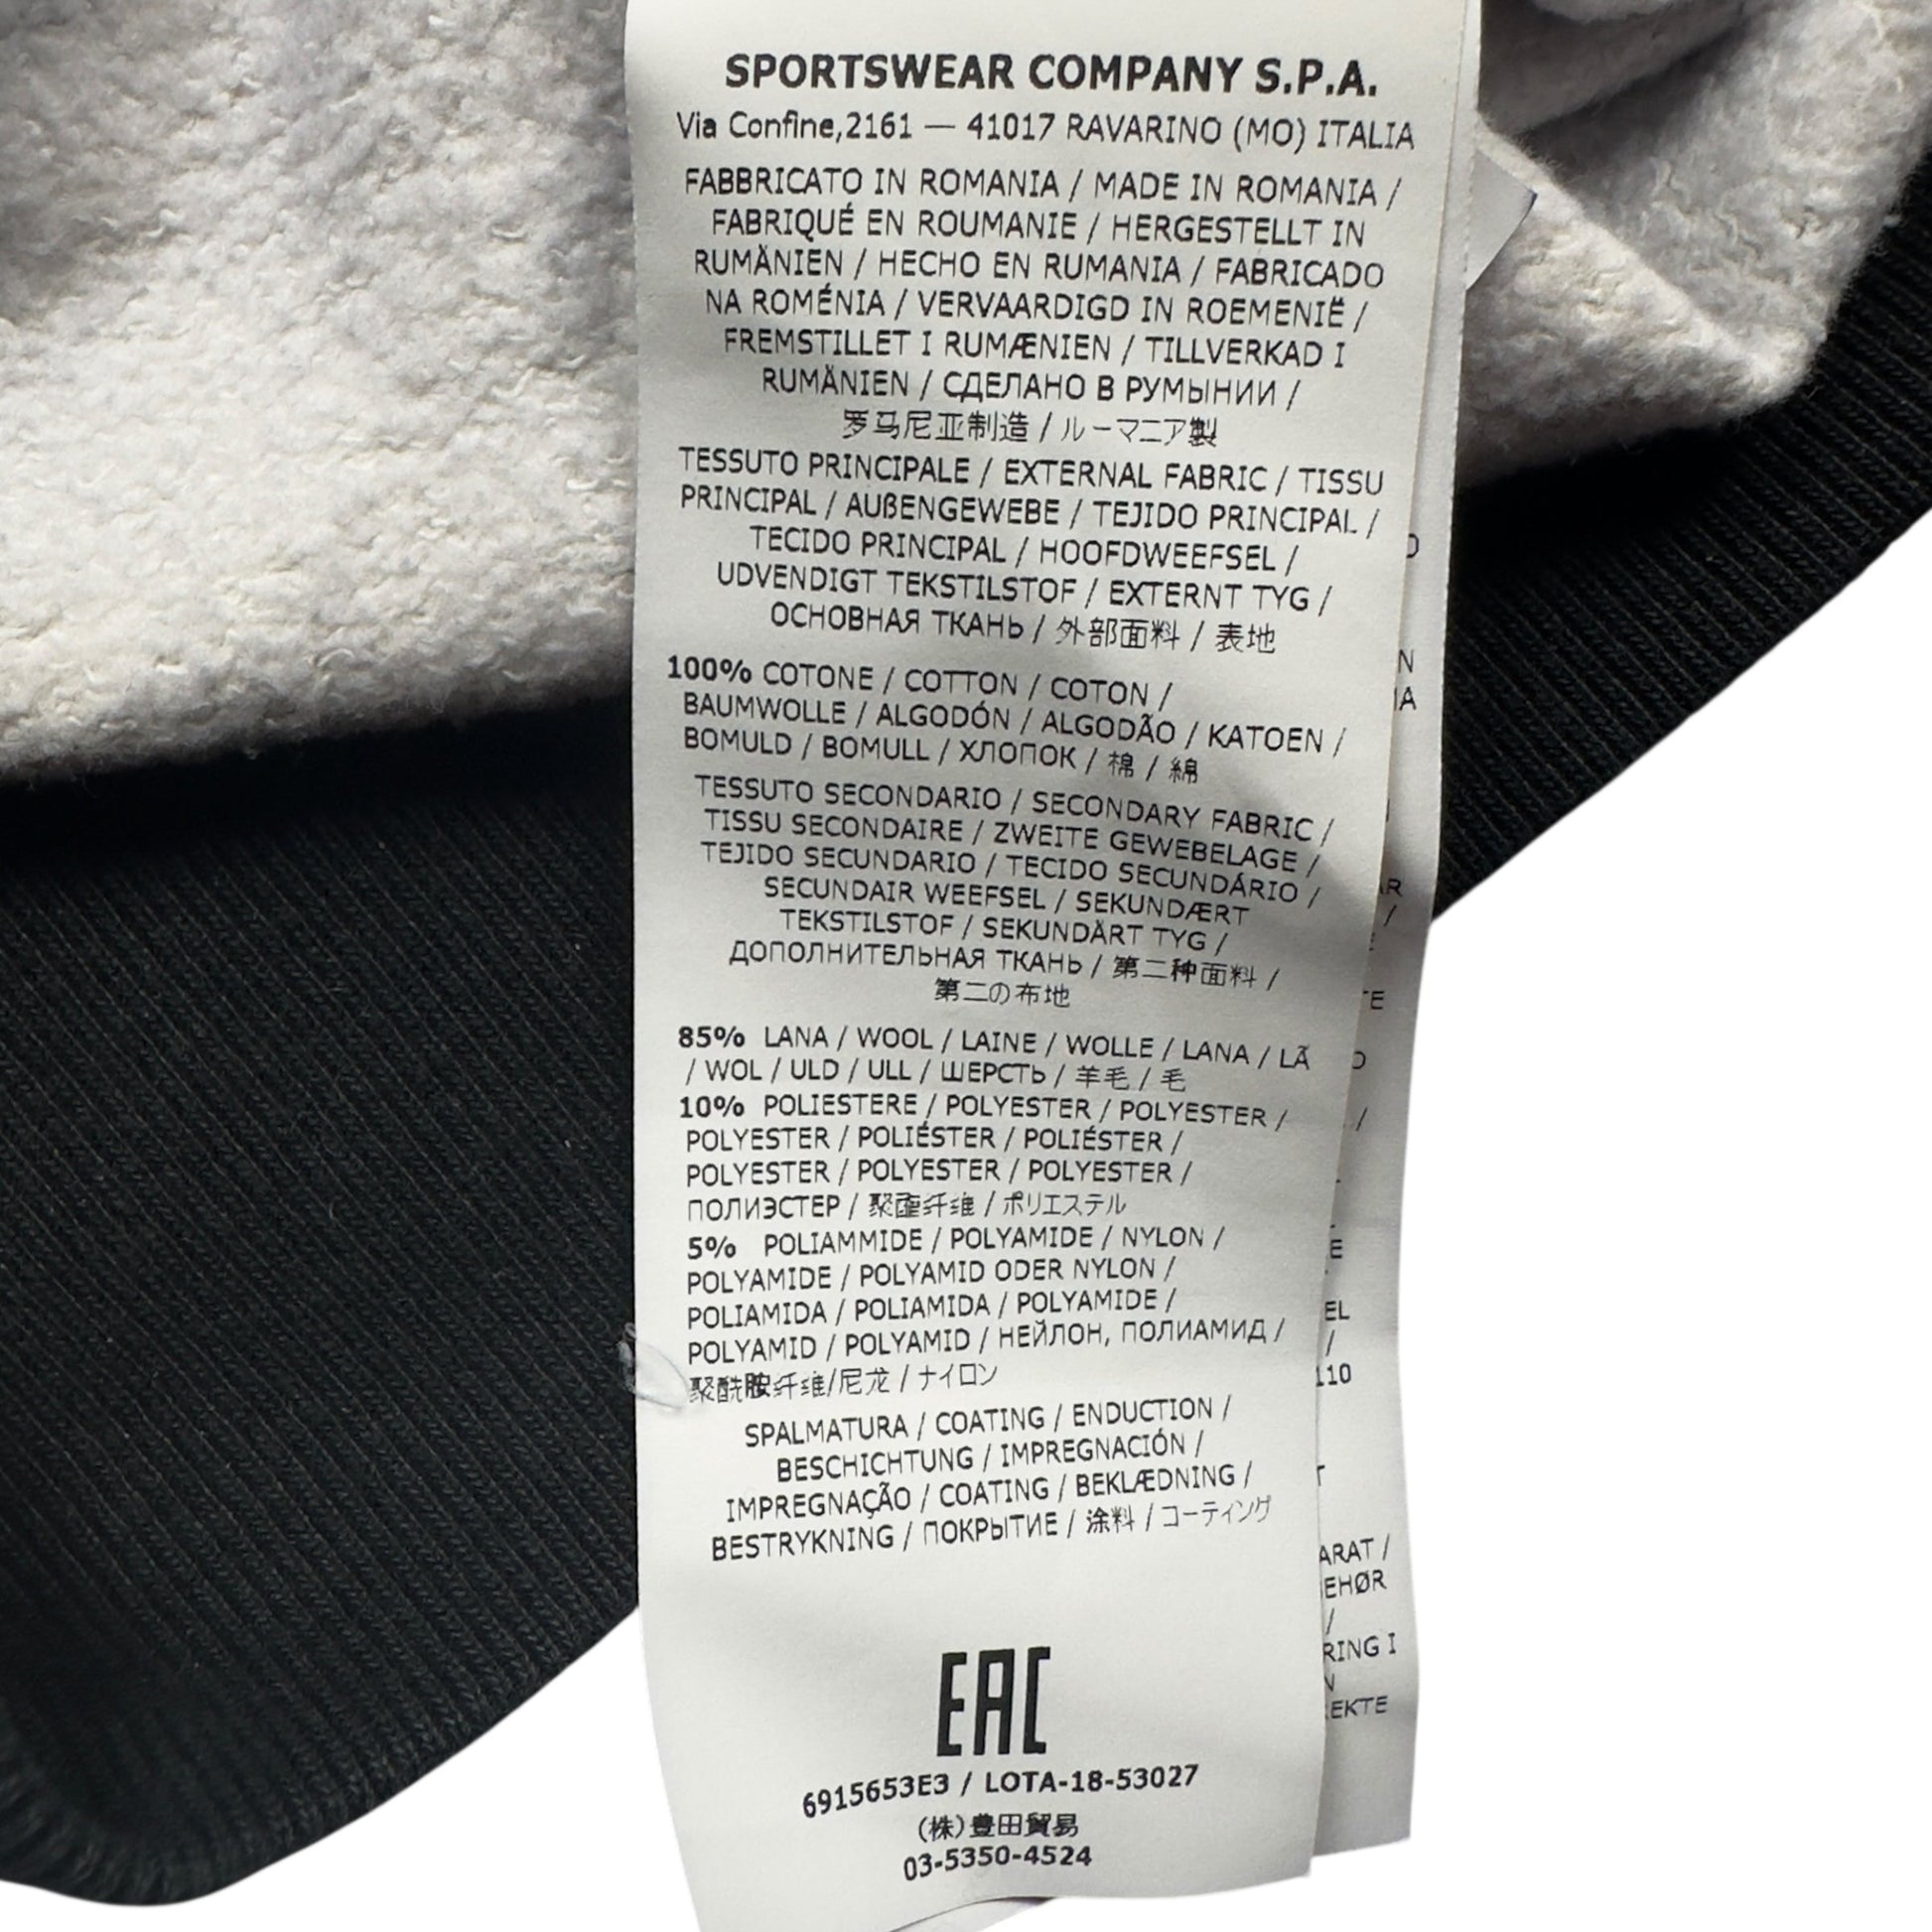 SPORTSWEAR COMPANY S.P.A.
Via Confine,2161 — 41017 RAVARINO (MO) ITALIA
FABBRICATO IN ROMANIA / MADE IN ROMANIA /
FABRIQUÉ EN ROUMANIE / HERGESTELLT IN
RUMÄNIEN / HECHO EN RUMANIA / FABRICADO
NA ROMÉNIA / VERVAARDIGD IN ROEMENIË /
FREMSTILLET I RUMÆNIEN / TILLVERKAD I
RUMÄNIEN / СДЕЛАНО В РУМЫНИИ /
罗马尼亚制造 / ルーマニア製
TESSUTO PRINCIPALE / EXTERNAL FABRIC / TISSU
PRINCIPAL / AUßENGEWEBE / TEJIDO PRINCIPAL /
TECIDO PRINCIPAL / HOOFDWEEFSEL /
UDVENDIGT TEKSTILSTOF / EXTERNT TYG /
ОСНОВНАЯ ТКАНЬ / 外部面料 / 表地
100% COTONE / COTTON / COTON /
BAUMWOLLE / ALGODÓN / ALGODÃO / KATOEN /
BOMULD / BOMULL / ХЛОПОК / 棉 / 綿
TESSUTO SECONDARIO / SECONDARY FABRIC /
TISSU SECONDAIRE / ZWEITE GEWEBELAGE /
TEJIDO SECUNDARIO / TECIDO SECUNDÁRIO /
SECUNDAIR WEEFSEL / SEKUNDÆRT
TEKSTILSTOF / SEKUNDÄRT TYG /
ДОПОЛНИТЕЛЬНАЯ ТКАНЬ / 第二种面料 /
第二の布地
85% LANA / WOOL / LAINE / WOLLE / LANA / LÃ
/ WOL / ULD / ULL / ШЕРСТЬ / 羊毛 / 毛
10% POLIESTERE / POLYESTER / POLYESTER /
POLYESTER / POLIÉSTER / POLIÉSTER /
POLYESTER / POLYESTER / POLYESTER /
ПОЛИЭСТЕР / 聚酯纤维 / ポリエステル
5% POLIAMMIDE / POLYAMIDE / NYLON /
POLYAMIDE / POLYAMID ODER NYLON /
POLIAMIDA / POLIAMIDA / POLYAMIDE /
POLYAMID / POLYAMID / НЕЙЛОН, ПОЛИАМИД /
聚酰胺纤维/尼龙 / ナイロン
SPALMATURA / COATING / ENDUCTION /
BESCHICHTUNG / IMPREGNACIÓN /
IMPREGNAÇÃO / COATING / BEKLÆDNING /
BESTRYKNING / ПОКРЫТИЕ / 涂料 / コーティング
EAC
6915653E3 / LOTA-18-53027
(株)豊田貿易
03-5350-4524